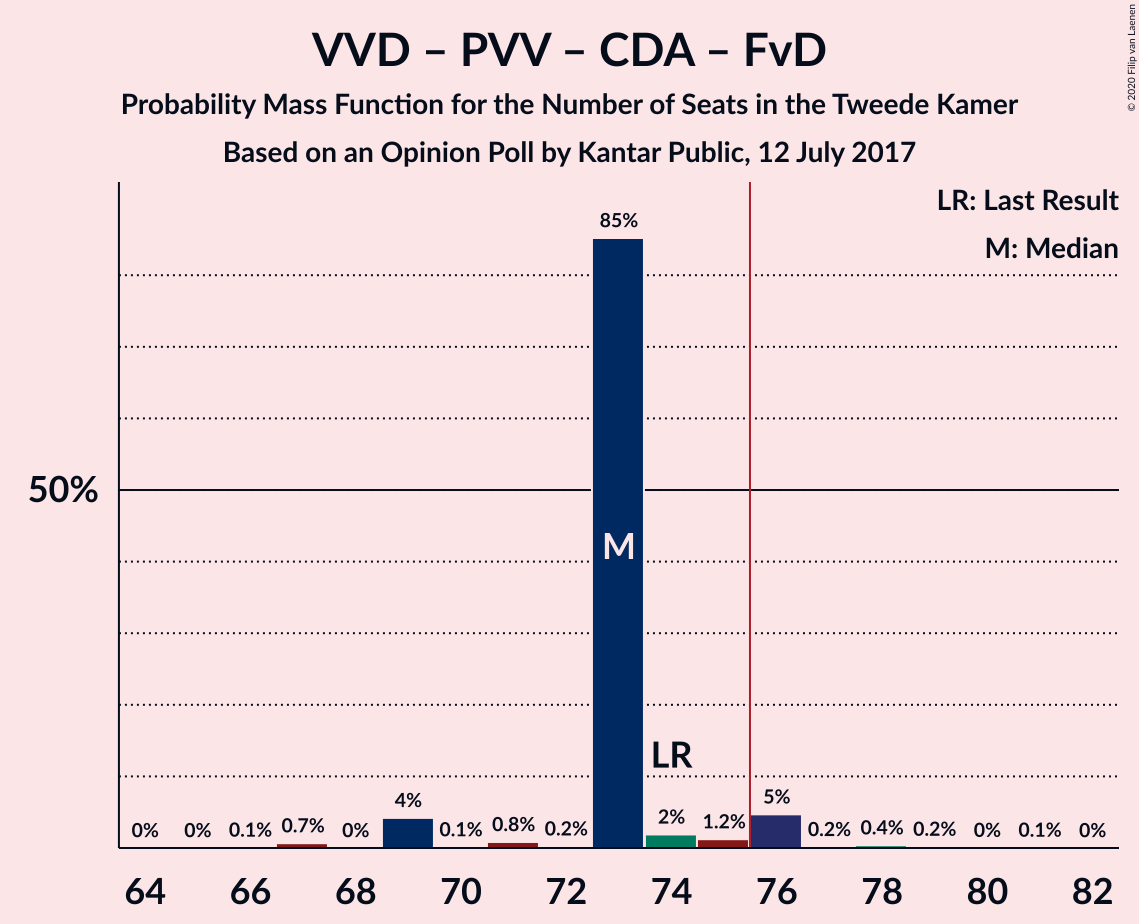 VVD – PVV – CDA – FvD
Probability Mass Function for the Number of Seats in the Tweede Kamer
Based on an Opinion Poll by Kantar Public, 12 July 2017
© 2020 Filip van Laenen
LR: Last Result
M: Median
85%
50%
M
LR
0% 0% 0.1% 0.7% 0% 4% 0.1% 0.8% 0.2% 2% 1.2% 5% 0.2% 0.4% 0.2% 0% 0.1% 0%
64 66 68 70 72 74 76 78 80 82